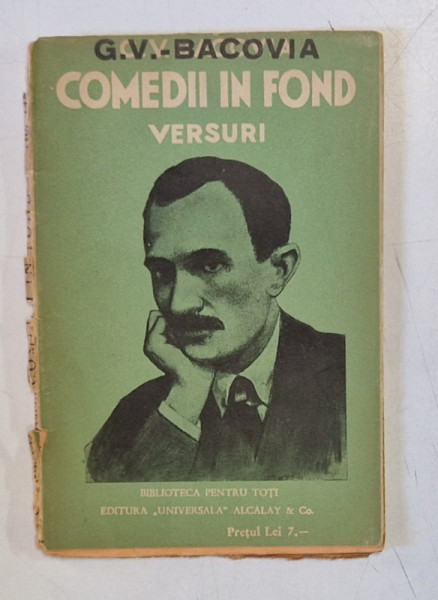 G.V.-BACOVIA
COMEDII IN FOND
VERSURI
BIBLIOTECA PENTRU TOȚI
EDITURA „UNIVERSALA” ALCALAY & Co.
Prețul Lei 7.—